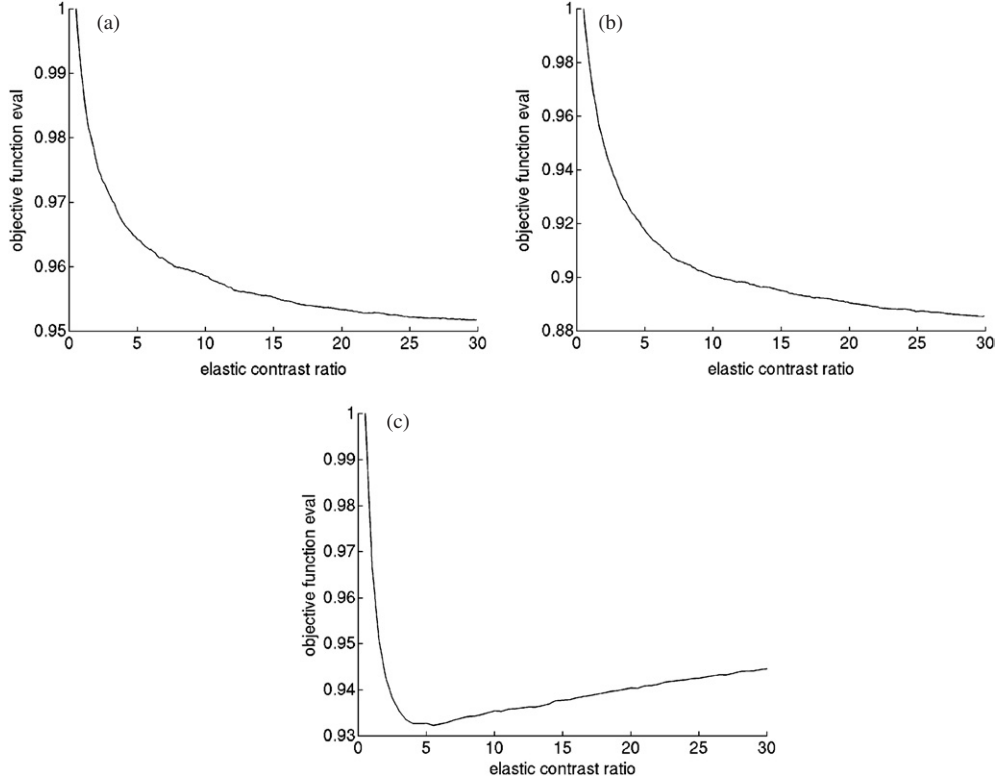 (a)
1
0.99
0.98
0.97
0.96
0.95
objective function eval
0 5 10 15 20 25 30
elastic contrast ratio
(b)
1
0.98
0.96
0.94
0.92
0.9
0.88
objective function eval
0 5 10 15 20 25 30
elastic contrast ratio
(c)
1
0.99
0.98
0.97
0.96
0.95
0.94
0.93
objective function eval
0 5 10 15 20 25 30
elastic contrast ratio